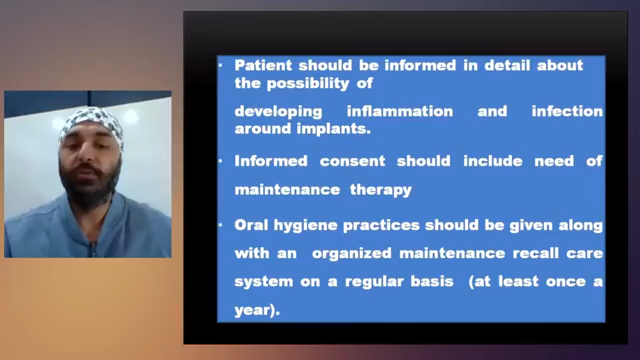 • Patient should be informed in detail about
the possibility of
developing inflammation and infection
around implants.
• Informed consent should include need of
maintenance therapy
• Oral hygiene practices should be given along
with an organized maintenance recall care
system on a regular basis (at least once a
year).